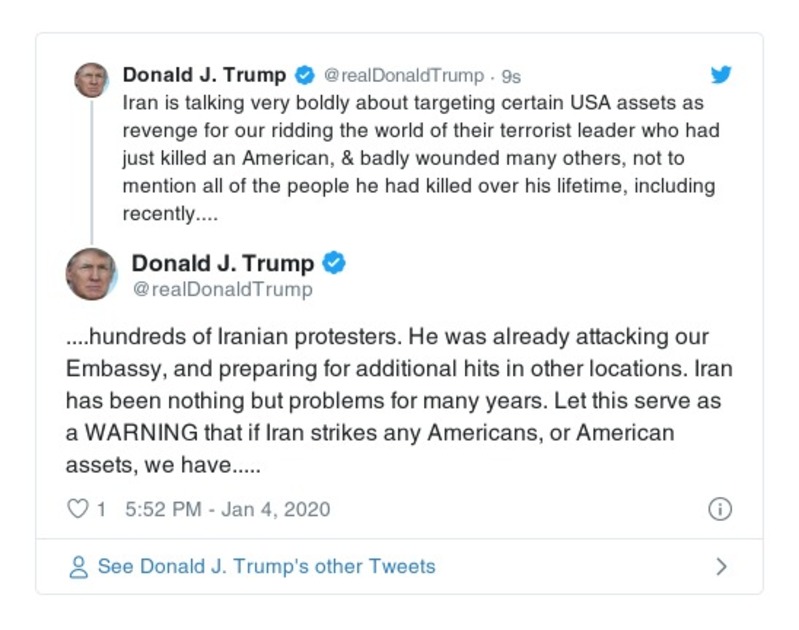 Donald J. Trump @realDonaldTrump · 9s
Iran is talking very boldly about targeting certain USA assets as
revenge for our ridding the world of their terrorist leader who had
just killed an American, & badly wounded many others, not to
mention all of the people he had killed over his lifetime, including
recently....
Donald J. Trump
@realDonaldTrump
....hundreds of Iranian protesters. He was already attacking our
Embassy, and preparing for additional hits in other locations. Iran
has been nothing but problems for many years. Let this serve as
a WARNING that if Iran strikes any Americans, or American
assets, we have.....
1 5:52 PM - Jan 4, 2020
See Donald J. Trump's other Tweets